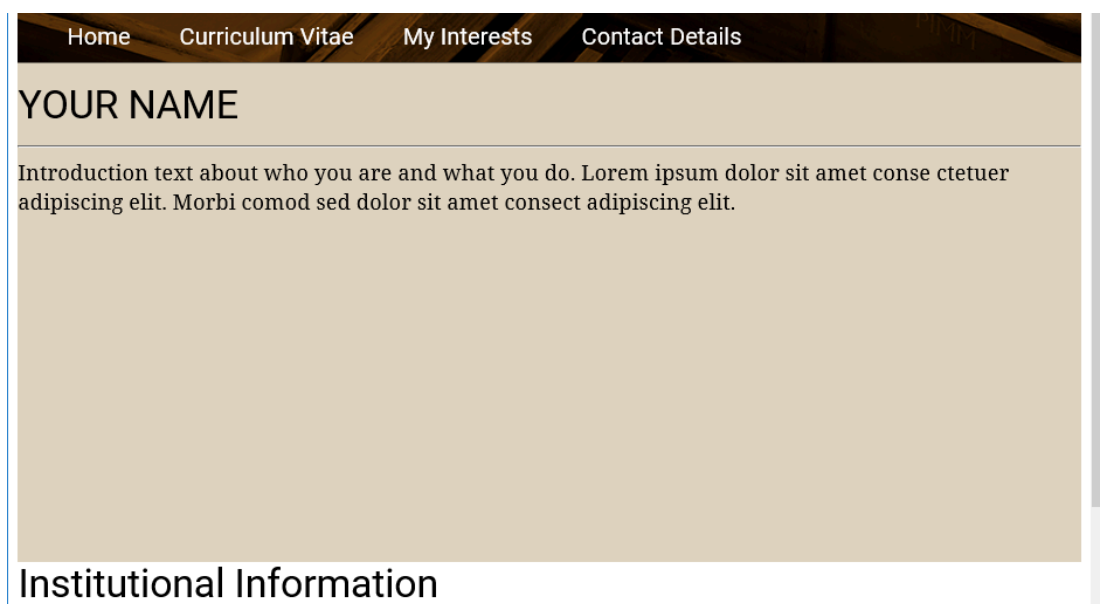 Home Curriculum Vitae My Interests Contact Details
YOUR NAME
Introduction text about who you are and what you do. Lorem ipsum dolor sit amet conse ctetuer
adipiscing elit. Morbi comod sed dolor sit amet consect adipiscing elit.
Institutional Information